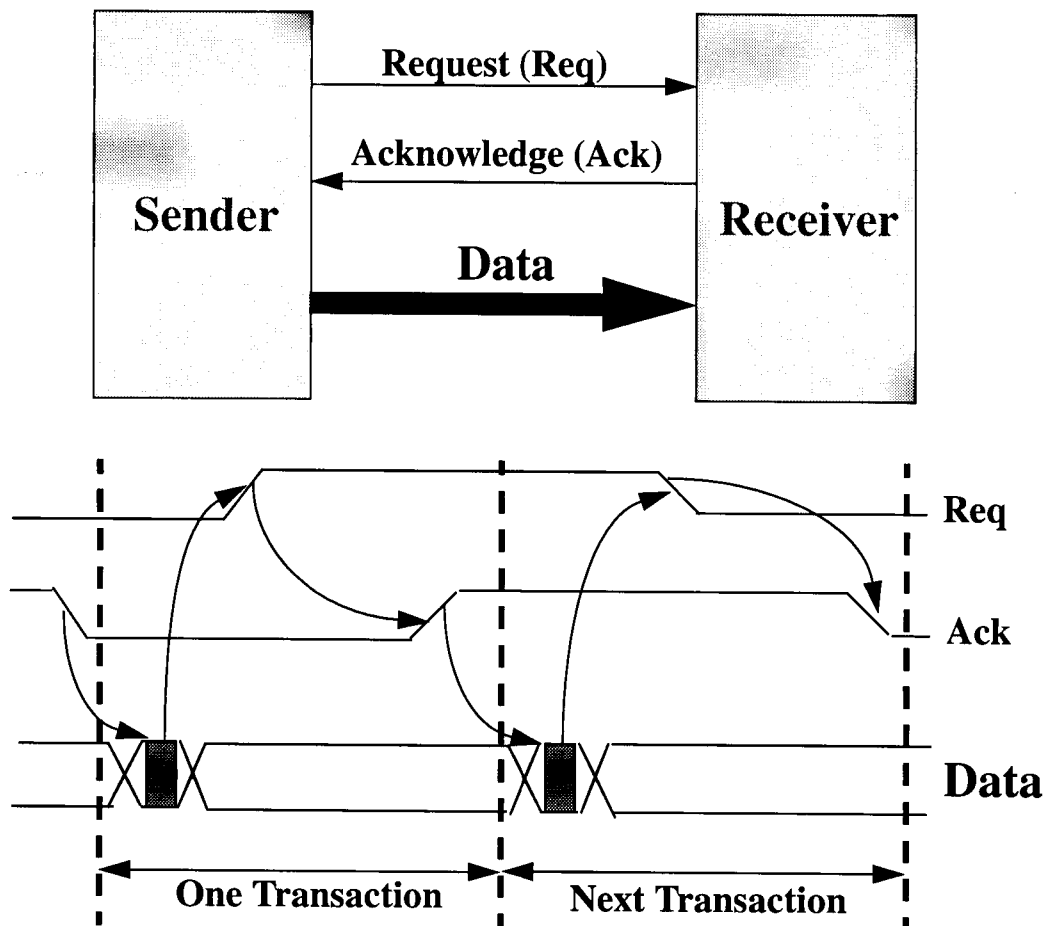 Request (Req)
Acknowledge (Ack)
Sender
Receiver
Data
Req
Ack
Data
One Transaction
Next Transaction